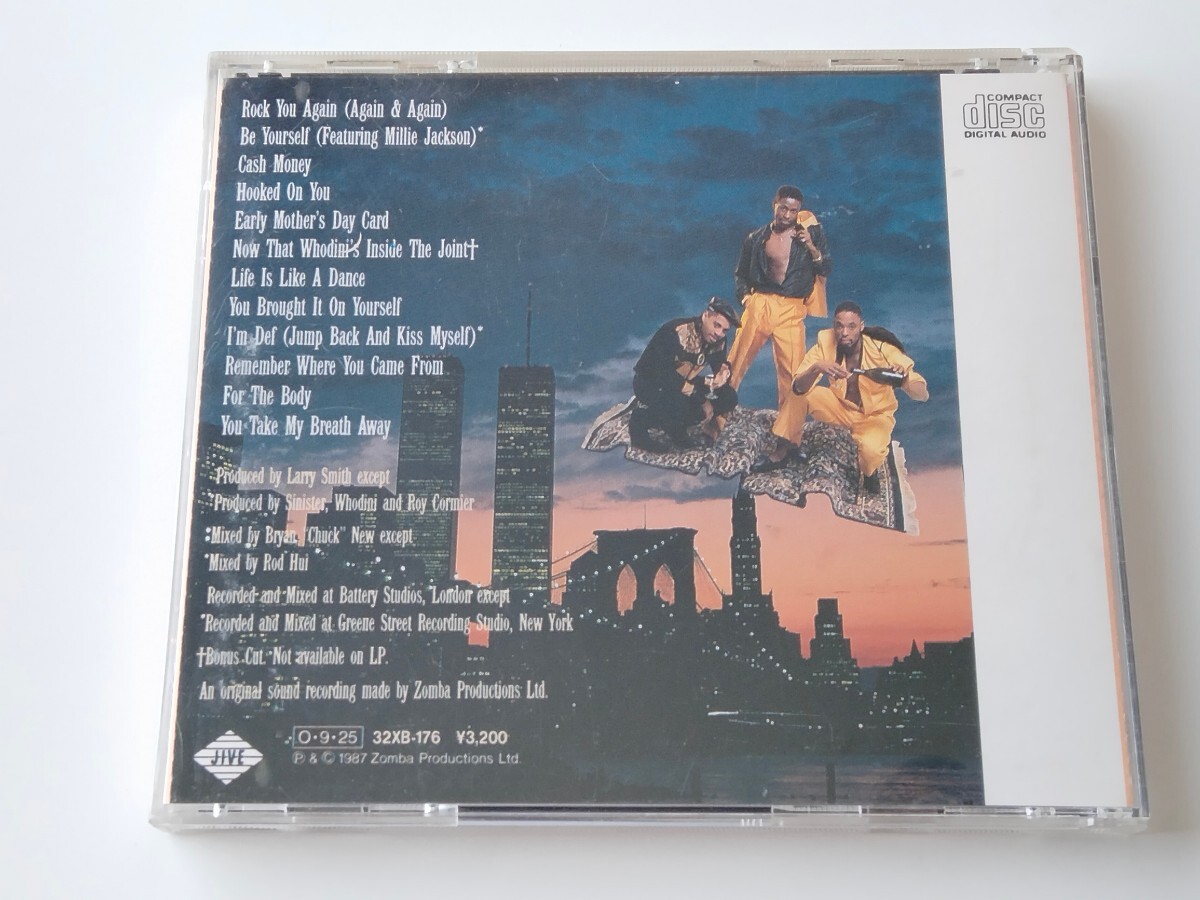 Rock You Again (Again & Again)
Be Yourself (Featuring Millie Jackson)*
Cash Money
Hooked On You
Early Mother's Day Card
Now That Whodini's Inside The Joint†
Life Is Like A Dance
You Brought It On Yourself
I'm Def (Jump Back And Kiss Myself)*
Remember Where You Came From
For The Body
You Take My Breath Away
Produced by Larry Smith except
*Produced by Sinister, Whodini and Roy Cormier
*Mixed by Bryan "Chuck" New except
*Mixed by Rod Hui
Recorded and Mixed at Battery Studios, London except
*Recorded and Mixed at Greene Street Recording Studio, New York
†Bonus Cut. Not available on LP.
An original sound recording made by Zomba Productions Ltd.
JIVE
O·9·25 32XB-176 ¥3,200
℗ & © 1987 Zomba Productions Ltd.
COMPACT
disc
DIGITAL AUDIO